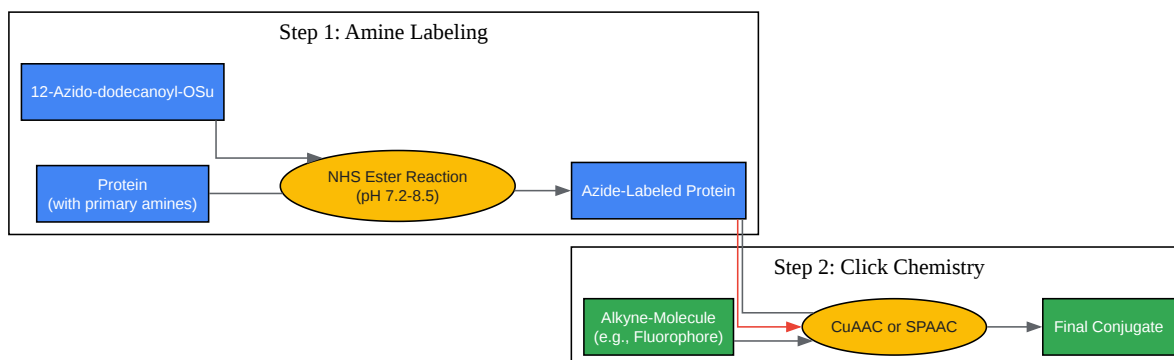 Step 1: Amine Labeling
12-Azido-dodecanoyl-OSu
Protein
(with primary amines)
NHS Ester Reaction
(pH 7.2-8.5)
Azide-Labeled Protein
Step 2: Click Chemistry
Alkyne-Molecule
(e.g., Fluorophore)
CuAAC or SPAAC
Final Conjugate